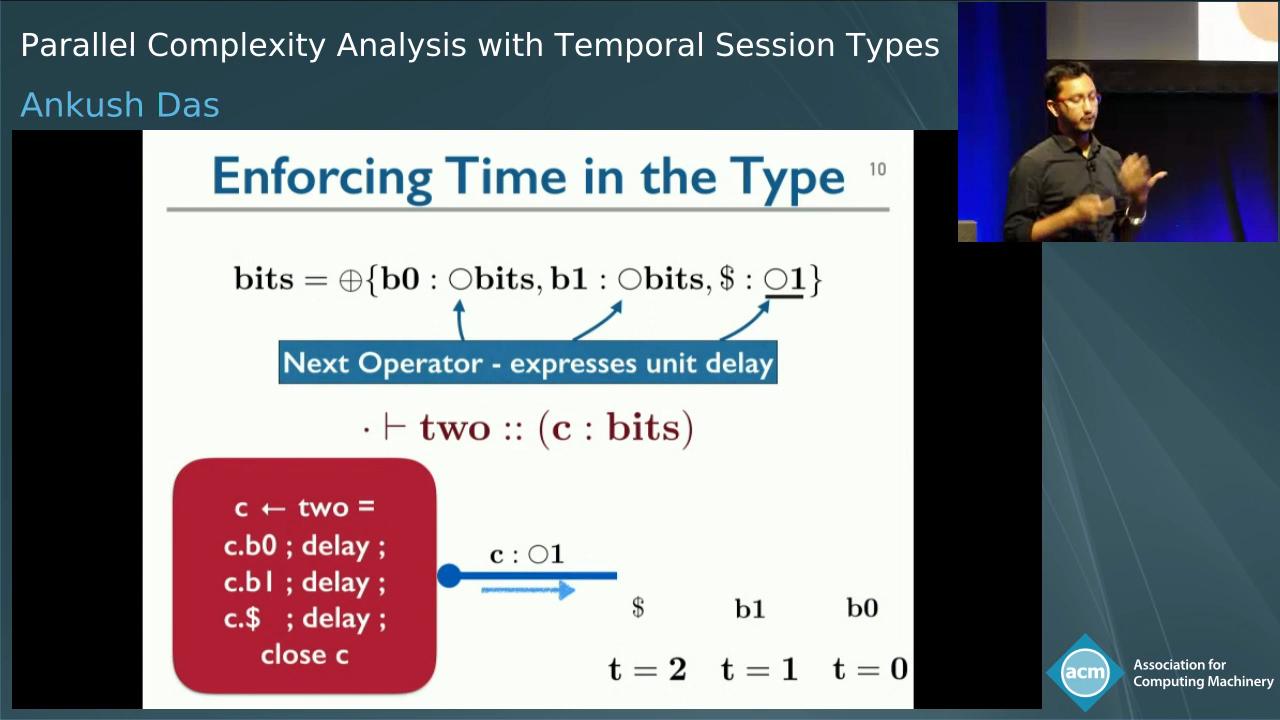 Parallel Complexity Analysis with Temporal Session Types
Ankush Das
Enforcing Time in the Type
10
bits = ⊕{b0 : ○bits, b1 : ○bits, $ : ○1}
Next Operator - expresses unit delay
· ⊢ two :: (c : bits)
c ← two =
c.b0 ; delay ;
c.b1 ; delay ;
c.$ ; delay ;
close c
c : ○1
$ b1 b0
t = 2 t = 1 t = 0
acm
Association for
Computing Machinery